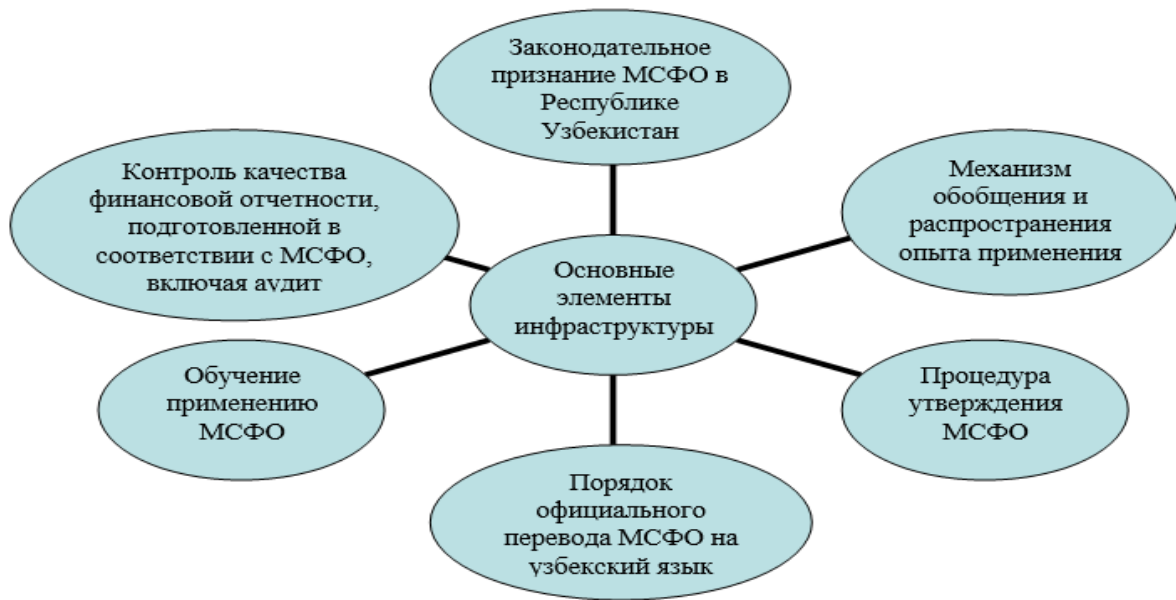 Законодательное
признание МСФО в
Республике
Узбекистан
Контроль качества
финансовой отчетности,
подготовленной в
соответствии с МСФО,
включая аудит
Механизм
обобщения и
распространения
опыта применения
Основные
элементы
инфраструктуры
Обучение
применению
МСФО
Процедура
утверждения
МСФО
Порядок
официального
перевода МСФО на
узбекский язык